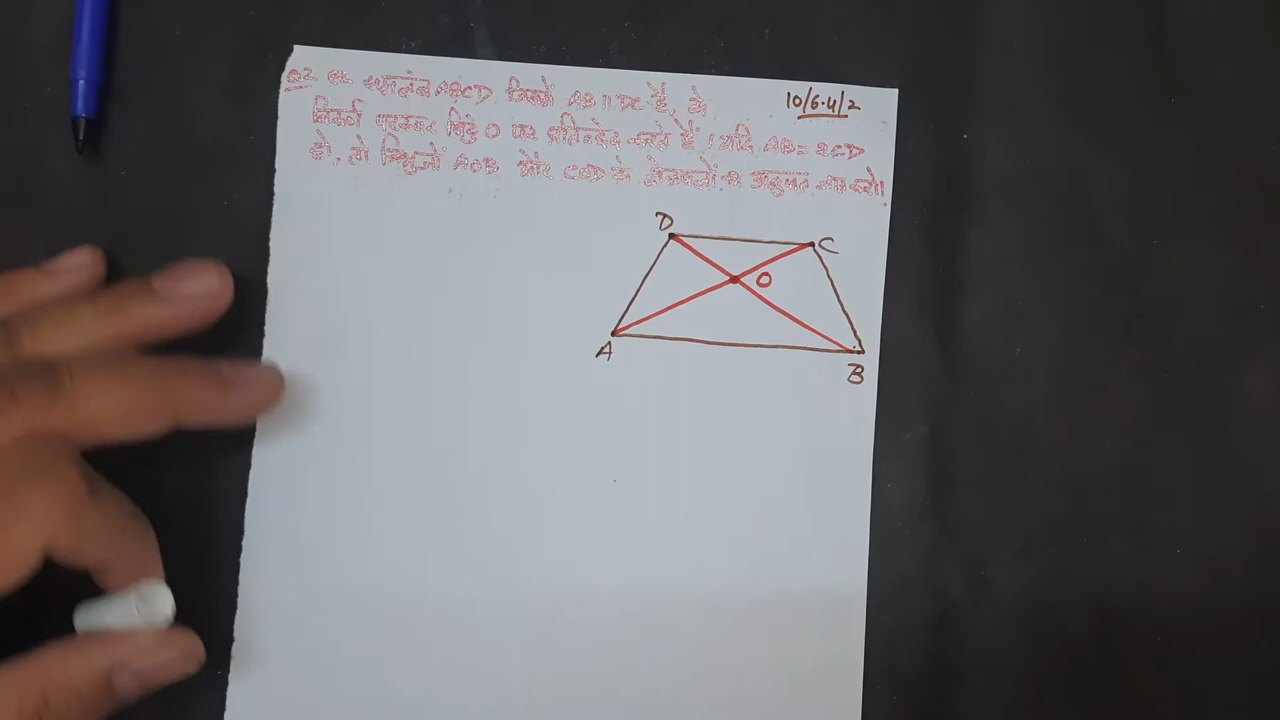 Q2 एक समलंब ABCD जिसमें AB || DC है, के
10/6.4/2
विकर्ण परस्पर बिंदु O पर प्रतिच्छेद करते हैं । यदि AB = 2CD
हो, तो त्रिभुजों AOB और COD के क्षेत्रफलों का अनुपात ज्ञात करो।
D
C
O
A
B